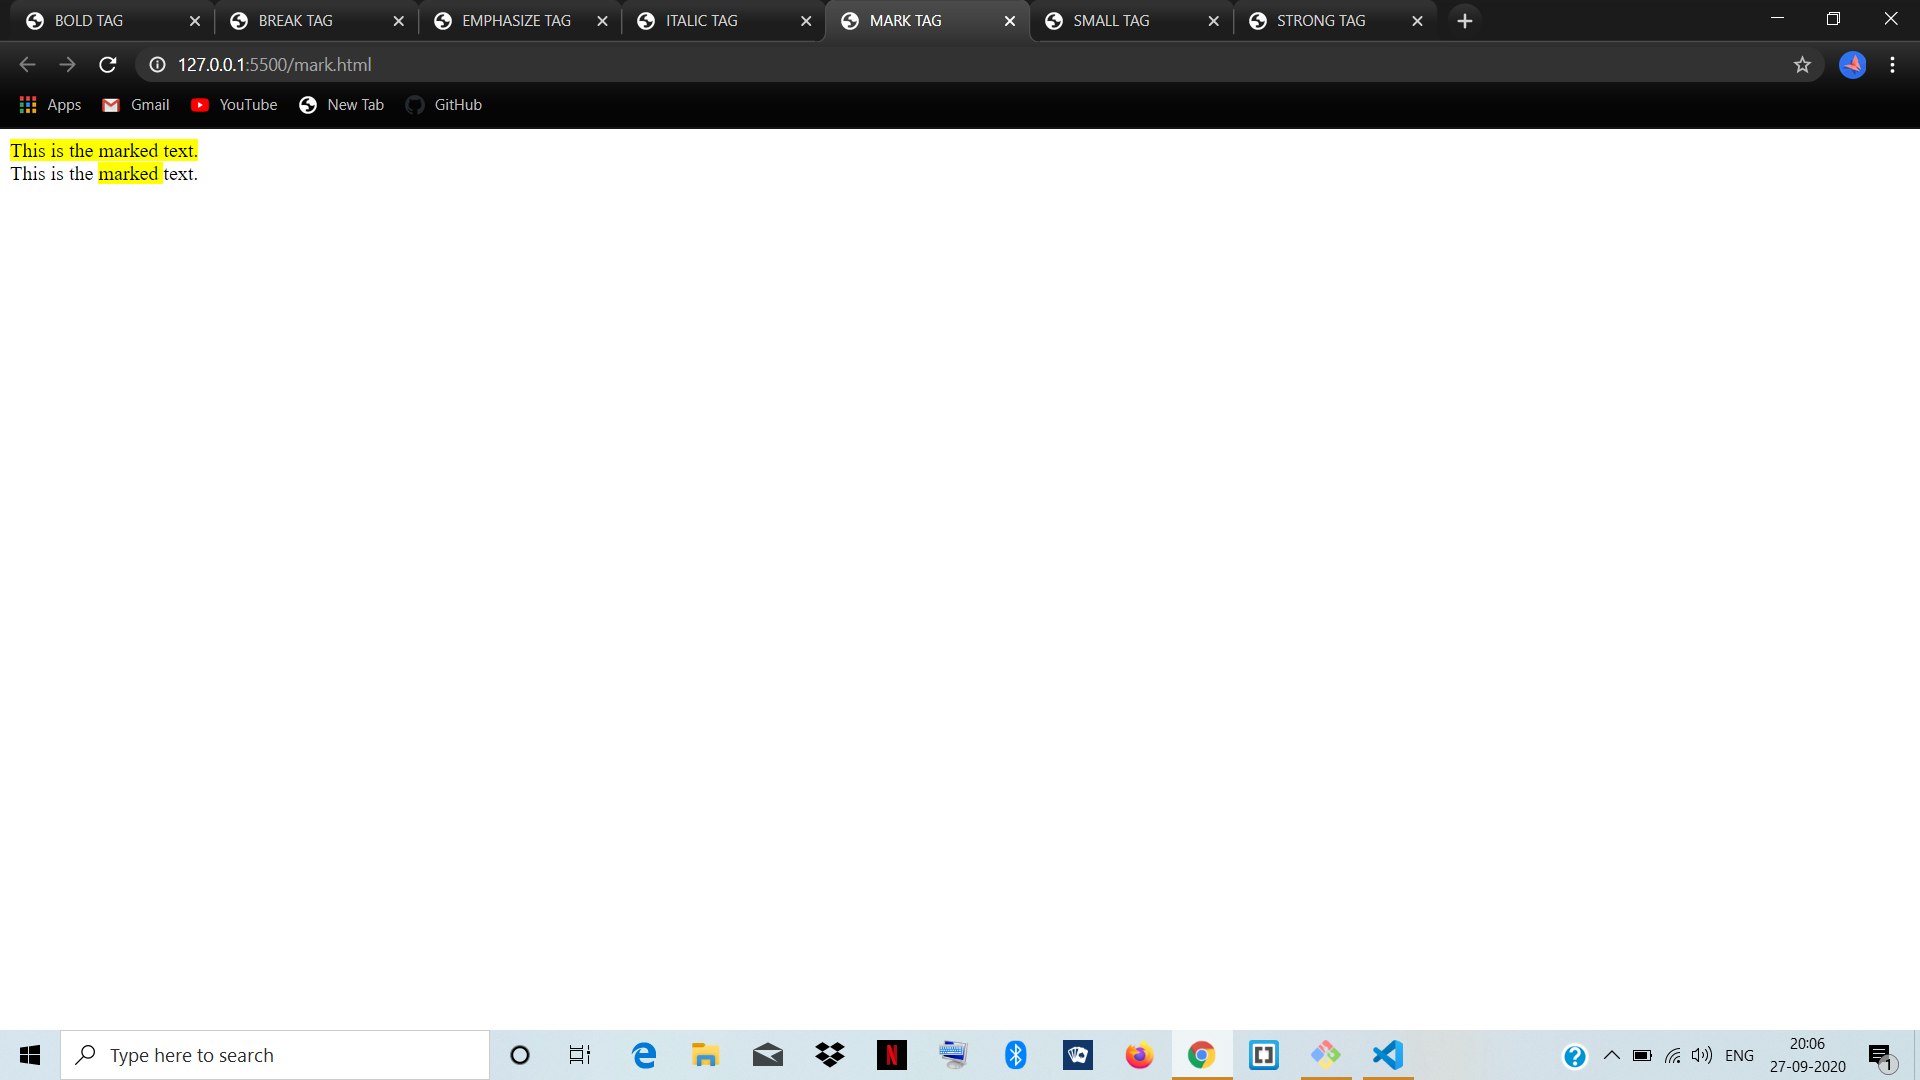 BOLD TAG BREAK TAG EMPHASIZE TAG ITALIC TAG MARK TAG SMALL TAG STRONG TAG
127.0.0.1:5500/mark.html
Apps Gmail YouTube New Tab GitHub
This is the marked text.
This is the marked text.
Type here to search
ENG
20:06
27-09-2020
1